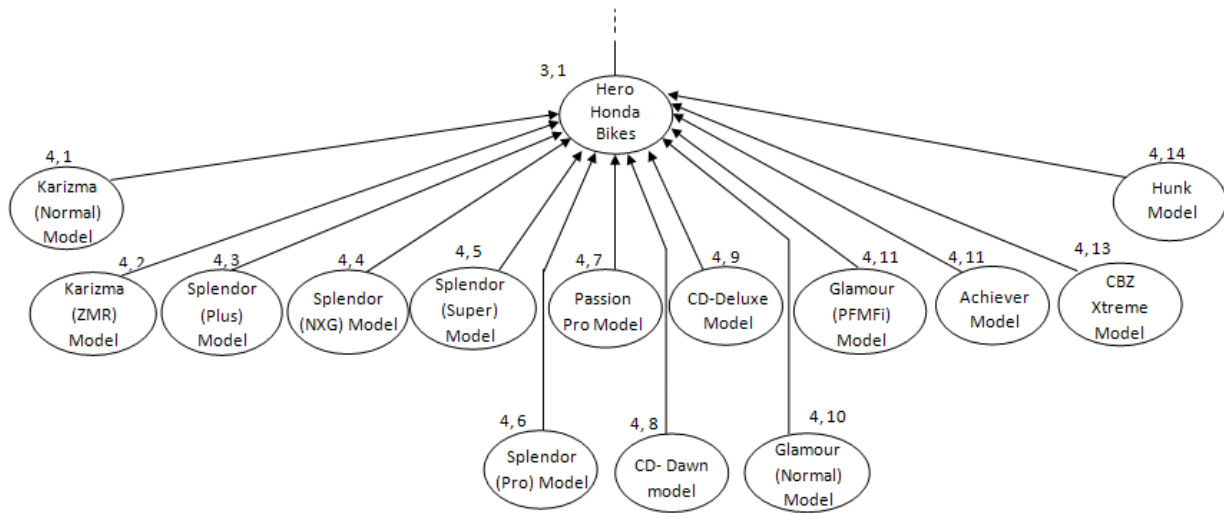 3, 1
Hero
Honda
Bikes
4, 1
Karizma
(Normal)
Model
4, 14
Hunk
Model
4, 2
Karizma
(ZMR)
Model
4, 3
Splendor
(Plus)
Model
4, 4
Splendor
(NXG) Model
4, 5
Splendor
(Super)
Model
4, 7
Passion
Pro Model
4, 9
CD-Deluxe
Model
4, 11
Glamour
(PFMFi)
Model
4, 11
Achiever
Model
4, 13
CBZ
Xtreme
Model
4, 6
Splendor
(Pro) Model
4, 8
CD- Dawn
model
4, 10
Glamour
(Normal)
Model